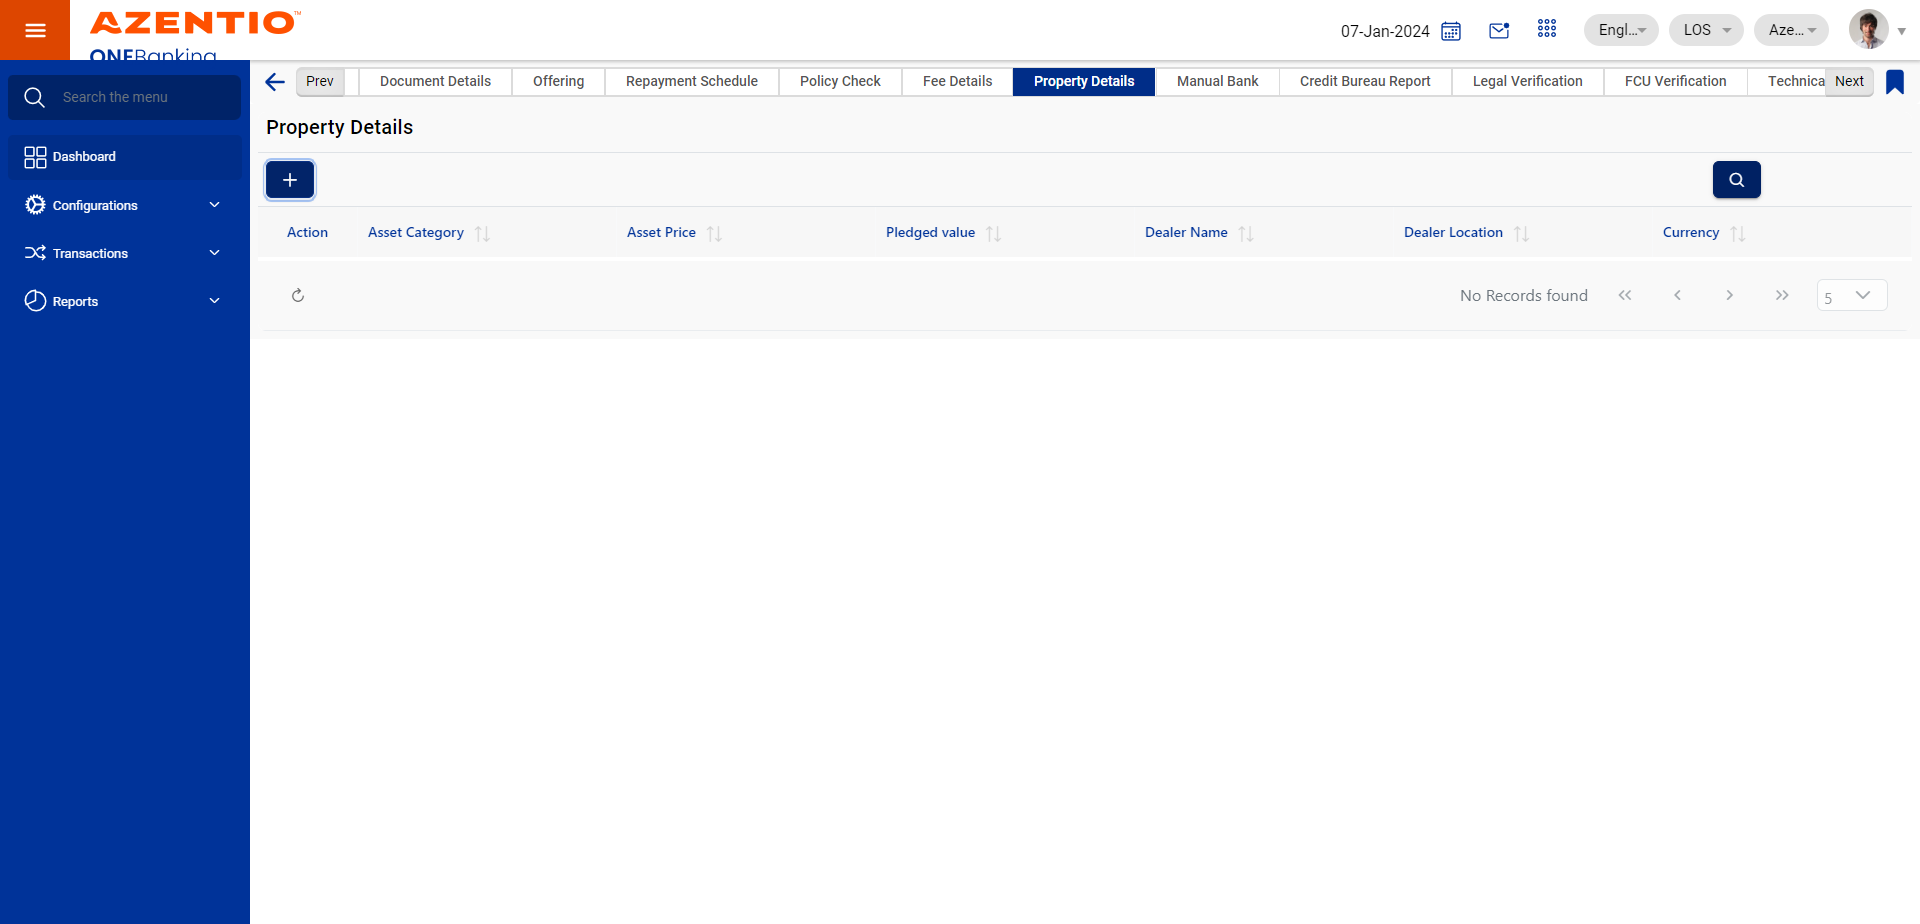 AZENTIO™
ONEBanking
07-Jan-2024
Engl...
LOS
Aze...
Search the menu
Dashboard
Configurations
Transactions
Reports
Prev
Document Details
Offering
Repayment Schedule
Policy Check
Fee Details
Property Details
Manual Bank
Credit Bureau Report
Legal Verification
FCU Verification
Technica
Next
Property Details
+
Action
Asset Category
Asset Price
Pledged value
Dealer Name
Dealer Location
Currency
No Records found
5